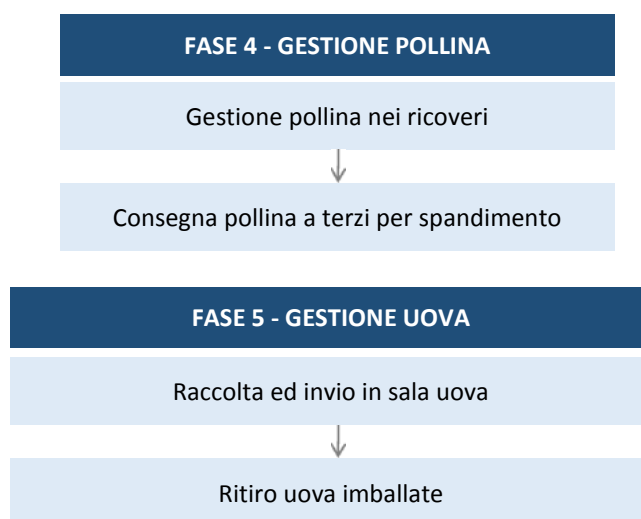 FASE 4 - GESTIONE POLLINA
Gestione pollina nei ricoveri
Consegna pollina a terzi per spandimento
FASE 5 - GESTIONE UOVA
Raccolta ed invio in sala uova
Ritiro uova imballate